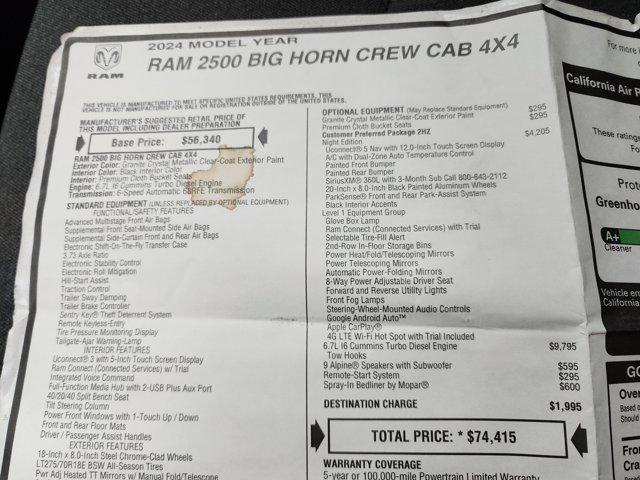 2024 MODEL YEAR
RAM 2500 BIG HORN CREW CAB 4X4
RAM
THIS VEHICLE IS MANUFACTURED TO MEET SPECIFIC UNITED STATES REQUIREMENTS. THIS
VEHICLE IS NOT MANUFACTURED FOR SALE OR REGISTRATION OUTSIDE OF THE UNITED STATES.
MANUFACTURER'S SUGGESTED RETAIL PRICE OF
THIS MODEL INCLUDING DEALER PREPARATION
Base Price: $56,340
RAM 2500 BIG HORN CREW CAB 4X4
Exterior Color: Granite Crystal Metallic Clear-Coat Exterior Paint
Interior Color: Black Interior Color
Interior: Premium Cloth Bucket Seats
Engine: 6.7L I6 Cummins Turbo Diesel Engine
Transmission: 6-Speed Automatic 68RFE Transmission
STANDARD EQUIPMENT (UNLESS REPLACED BY OPTIONAL EQUIPMENT)
FUNCTIONAL/SAFETY FEATURES
Advanced Multistage Front Air Bags
Supplemental Front Seat-Mounted Side Air Bags
Supplemental Side-Curtain Front and Rear Air Bags
Electronic Shift-On-The-Fly Transfer Case
3.73 Axle Ratio
Electronic Stability Control
Electronic Roll Mitigation
Hill-Start Assist
Traction Control
Trailer Sway Damping
Trailer Brake Controller
Sentry Key® Theft Deterrent System
Remote Keyless-Entry
Tire Pressure Monitoring Display
Tailgate-Ajar Warning-Lamp
INTERIOR FEATURES
Uconnect® 3 with 5-Inch Touch Screen Display
Ram Connect (Connected Services) w/ Trial
Integrated Voice Command
Full-Function Media Hub with 2-USB Plus Aux Port
40/20/40 Split Bench Seat
Tilt Steering Column
Power Front Windows with 1-Touch Up / Down
Front and Rear Floor Mats
Driver / Passenger Assist Handles
EXTERIOR FEATURES
18-Inch x 8.0-Inch Steel Chrome-Clad Wheels
LT275/70R18E BSW All-Season Tires
Pwr Adj Heated TT Mirrors w/ Manual Fold/Telescope
OPTIONAL EQUIPMENT (May Replace Standard Equipment)
Granite Crystal Metallic Clear-Coat Exterior Paint $295
Premium Cloth Bucket Seats $295
Customer Preferred Package 2HZ $4,205
Night Edition
Uconnect® 5 Nav with 12.0-Inch Touch Screen Display
A/C with Dual-Zone Auto Temperature Control
Painted Front Bumper
Painted Rear Bumper
SiriusXM® 360L with 3-Month Sub Call 800-643-2112
20-Inch x 8.0-Inch Black Painted Aluminum Wheels
ParkSense® Front and Rear Park-Assist System
Black Interior Accents
Level 1 Equipment Group
Glove Box Lamp
Ram Connect (Connected Services) with Trial
Selectable Tire-Fill Alert
2nd-Row In-Floor Storage Bins
Power Heat/Fold/Telescoping Mirrors
Power Telescoping Mirrors
Automatic Power-Folding Mirrors
8-Way Power Adjustable Driver Seat
Forward and Reverse Utility Lights
Front Fog Lamps
Steering-Wheel-Mounted Audio Controls
Google Android Auto™
Apple CarPlay®
4G LTE Wi-Fi Hot Spot with Trial Included
6.7L I6 Cummins Turbo Diesel Engine $9,795
Tow Hooks
9 Alpine® Speakers with Subwoofer $595
Remote-Start System $295
Spray-In Bedliner by Mopar® $600
DESTINATION CHARGE $1,995
TOTAL PRICE: * $74,415
WARRANTY COVERAGE
5-year or 100,000-mile Powertrain Limited Warranty
For more
California Air P
These ratings
Prote
Greenho
A+
Cleaner
Vehicle em
GO
Over
Based o
Should
Fron
Cra